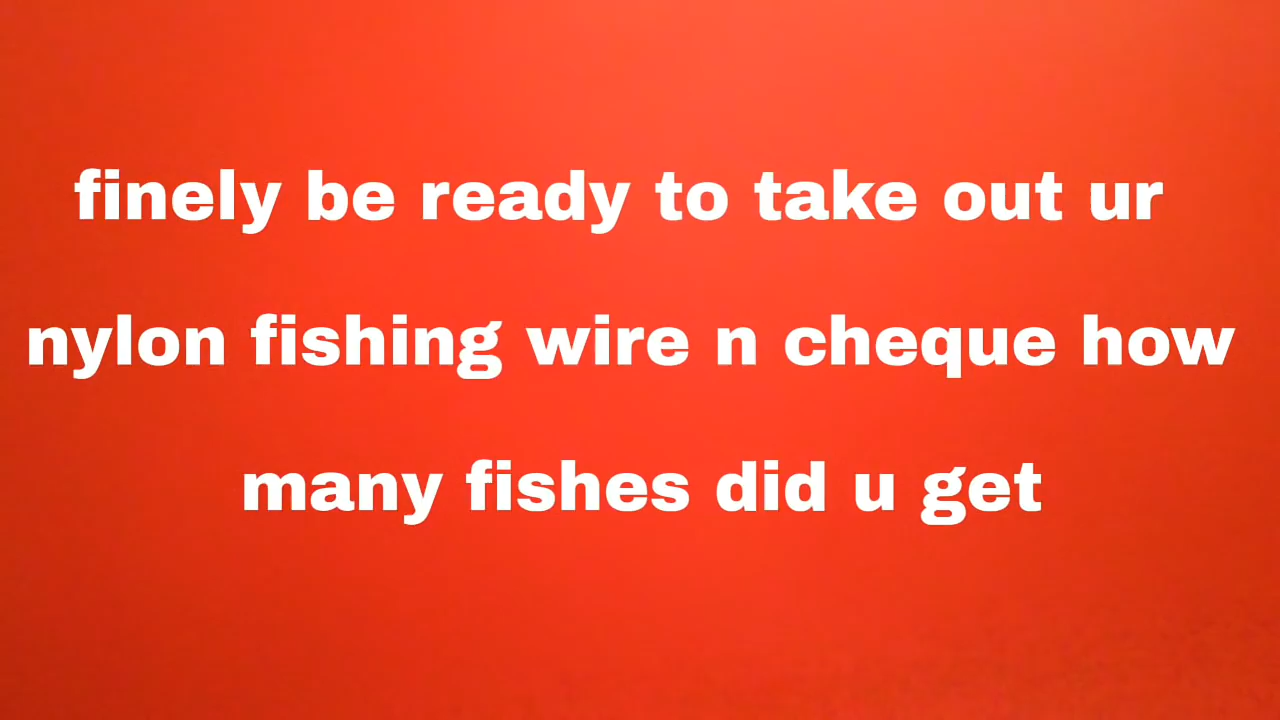 finely be ready to take out ur
nylon fishing wire n cheque how
many fishes did u get